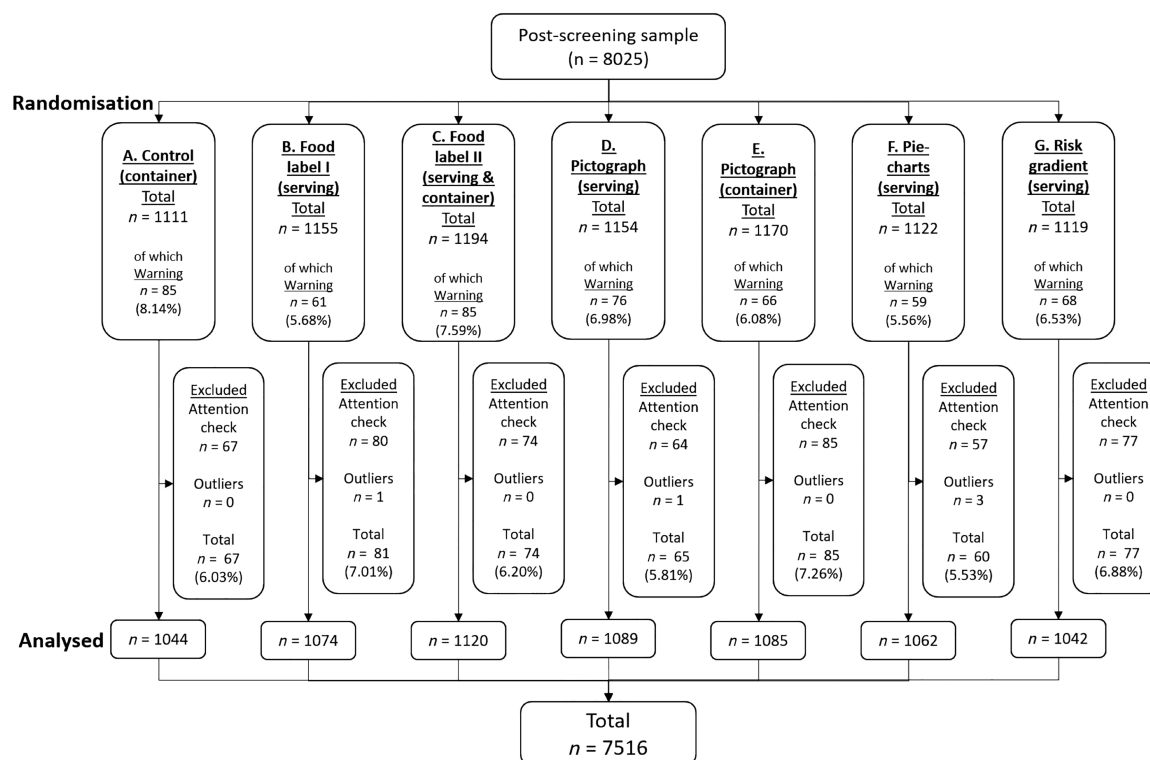 Post-screening sample
(n = 8025)
Randomisation
A. Control
(container)
Total
n = 1111
of which
Warning
n = 85
(8.14%)
B. Food
label I
(serving)
Total
n = 1155
of which
Warning
n = 61
(5.68%)
C. Food
label II
(serving &
container)
Total
n = 1194
of which
Warning
n = 85
(7.59%)
D.
Pictograph
(serving)
Total
n = 1154
of which
Warning
n = 76
(6.98%)
E.
Pictograph
(container)
Total
n = 1170
of which
Warning
n = 66
(6.08%)
F. Pie-
charts
(serving)
Total
n = 1122
of which
Warning
n = 59
(5.56%)
G. Risk
gradient
(serving)
Total
n = 1119
of which
Warning
n = 68
(6.53%)
Excluded
Attention
check
n = 67
Outliers
n = 0
Total
n = 67
(6.03%)
Excluded
Attention
check
n = 80
Outliers
n = 1
Total
n = 81
(7.01%)
Excluded
Attention
check
n = 74
Outliers
n = 0
Total
n = 74
(6.20%)
Excluded
Attention
check
n = 64
Outliers
n = 1
Total
n = 65
(5.81%)
Excluded
Attention
check
n = 85
Outliers
n = 0
Total
n = 85
(7.26%)
Excluded
Attention
check
n = 57
Outliers
n = 3
Total
n = 60
(5.53%)
Excluded
Attention
check
n = 77
Outliers
n = 0
Total
n = 77
(6.88%)
Analysed
n = 1044
n = 1074
n = 1120
n = 1089
n = 1085
n = 1062
n = 1042
Total
n = 7516